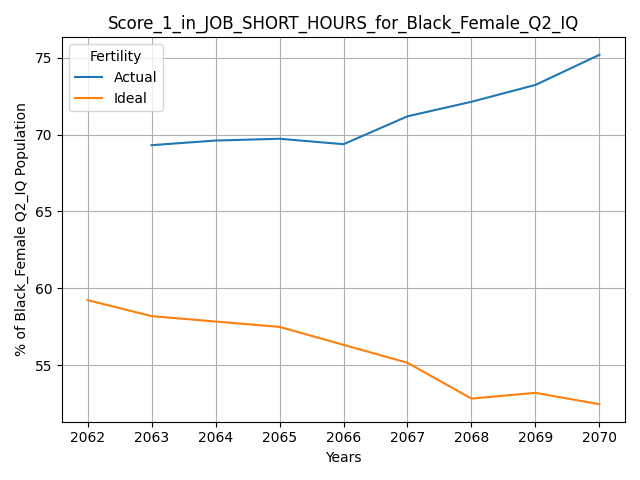 Score_1_in_JOB_SHORT_HOURS_for_Black_Female_Q2_IQ
Fertility
Actual
Ideal
75
70
65
60
55
% of Black_Female Q2_IQ Population
2062 2063 2064 2065 2066 2067 2068 2069 2070
Years